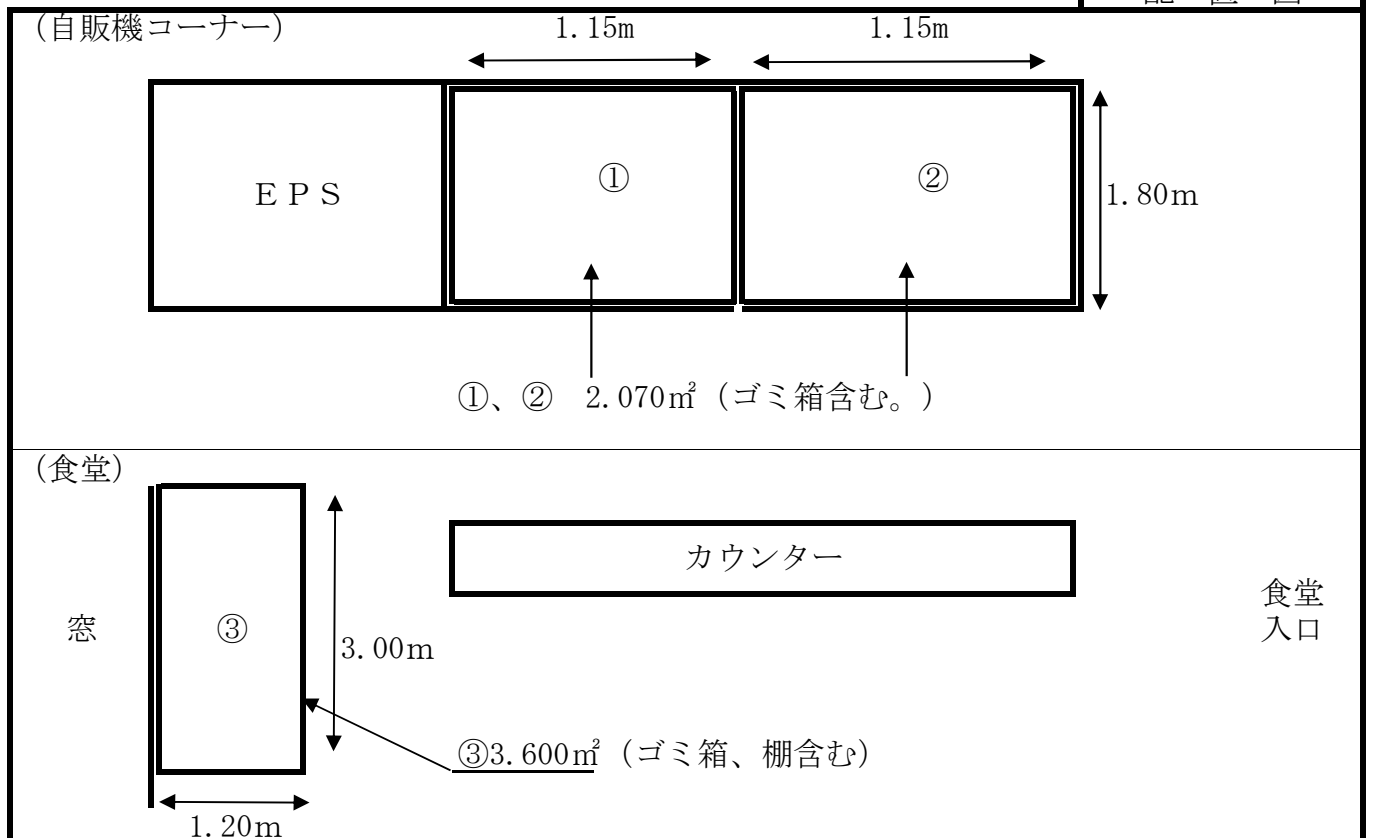 (自販機コーナー)
1.15m
1.15m
EPS
①
②
1.80m
①、② 2.070㎡(ゴミ箱含む。)
(食堂)
カウンター
食堂
入口
窓
③
3.00m
③3.600㎡(ゴミ箱、棚含む)
1.20m